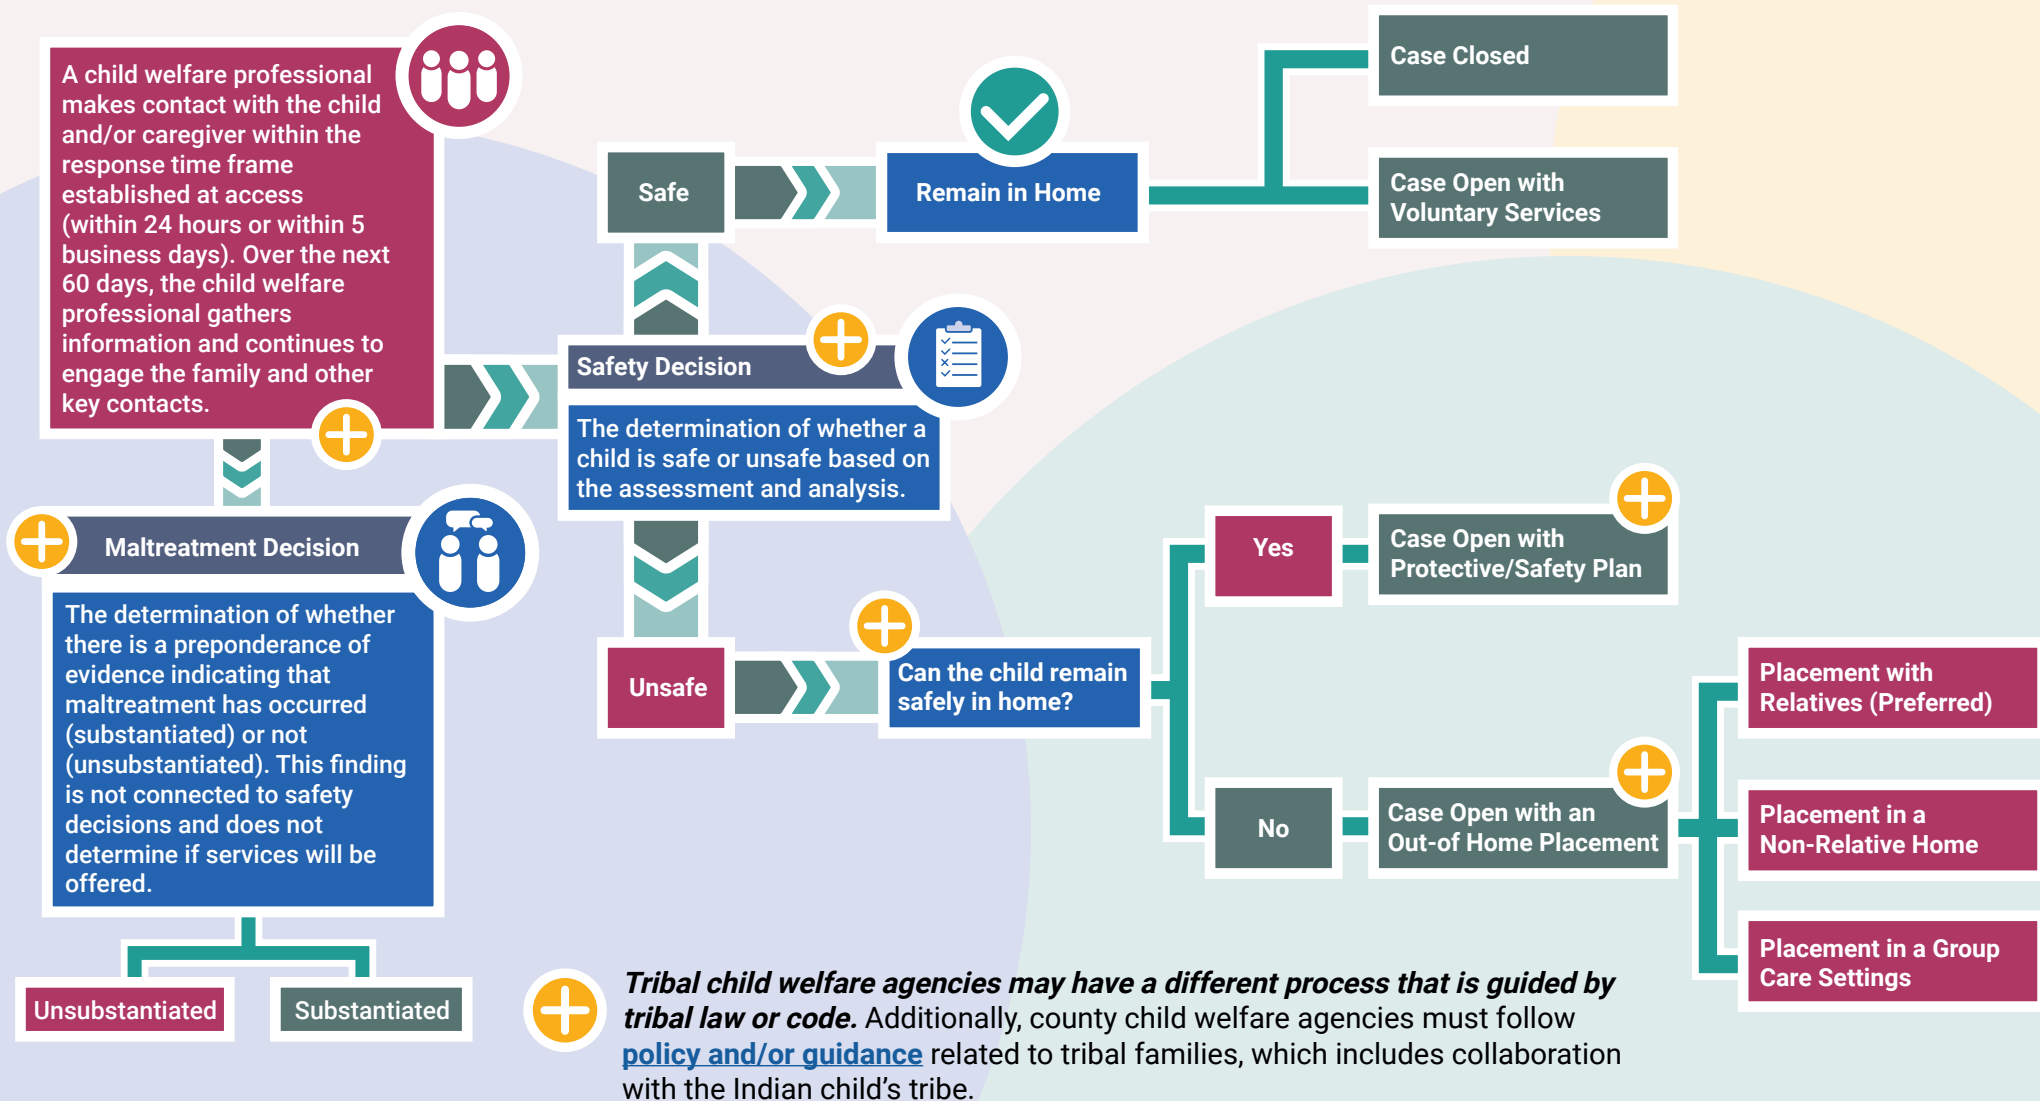 A child welfare professional
makes contact with the child
and/or caregiver within the
response time frame
established at access
(within 24 hours or within 5
business days). Over the next
60 days, the child welfare
professional gathers
information and continues to
engage the family and other
key contacts.
Maltreatment Decision
The determination of whether
there is a preponderance of
evidence indicating that
maltreatment has occurred
(substantiated) or not
(unsubstantiated). This finding
is not connected to safety
decisions and does not
determine if services will be
offered.
Unsubstantiated
Substantiated
Safety Decision
The determination of whether a
child is safe or unsafe based on
the assessment and analysis.
Safe
Remain in Home
Case Closed
Case Open with
Voluntary Services
Unsafe
Can the child remain
safely in home?
Yes
Case Open with
Protective/Safety Plan
No
Case Open with an
Out-of Home Placement
Placement with
Relatives (Preferred)
Placement in a
Non-Relative Home
Placement in a Group
Care Settings
Tribal child welfare agencies may have a different process that is guided by
tribal law or code. Additionally, county child welfare agencies must follow
policy and/or guidance related to tribal families, which includes collaboration
with the Indian child's tribe.